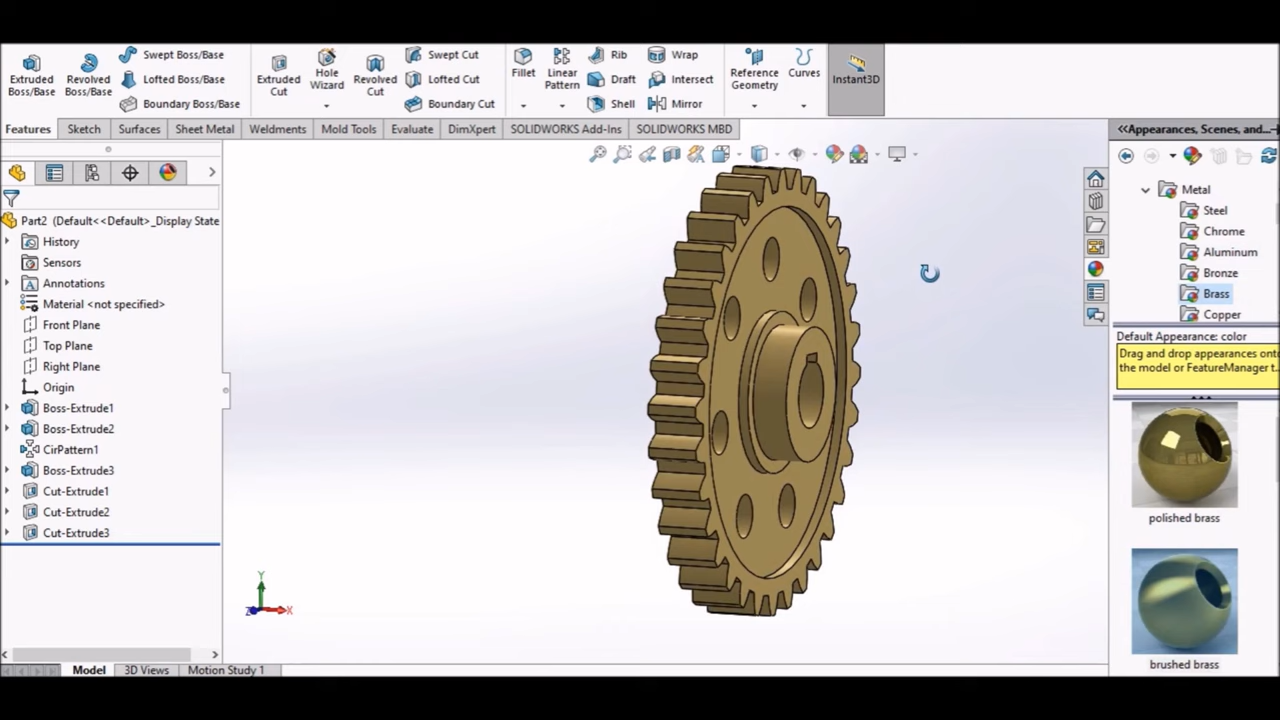 Extruded Boss/Base
Revolved Boss/Base
Swept Boss/Base
Lofted Boss/Base
Boundary Boss/Base
Extruded Cut
Hole Wizard
Revolved Cut
Swept Cut
Lofted Cut
Boundary Cut
Fillet
Linear Pattern
Rib
Draft
Shell
Wrap
Intersect
Mirror
Reference Geometry
Curves
Instant3D
Features
Sketch
Surfaces
Sheet Metal
Weldments
Mold Tools
Evaluate
DimXpert
SOLIDWORKS Add-Ins
SOLIDWORKS MBD
Part2 (Default<<Default>_Display State
History
Sensors
Annotations
Material <not specified>
Front Plane
Top Plane
Right Plane
Origin
Boss-Extrude1
Boss-Extrude2
CirPattern1
Boss-Extrude3
Cut-Extrude1
Cut-Extrude2
Cut-Extrude3
Y
Z
X
Model
3D Views
Motion Study 1
<<Appearances, Scenes, and...
Metal
Steel
Chrome
Aluminum
Bronze
Brass
Copper
Default Appearance: color
Drag and drop appearances onto
the model or FeatureManager t..
polished brass
brushed brass